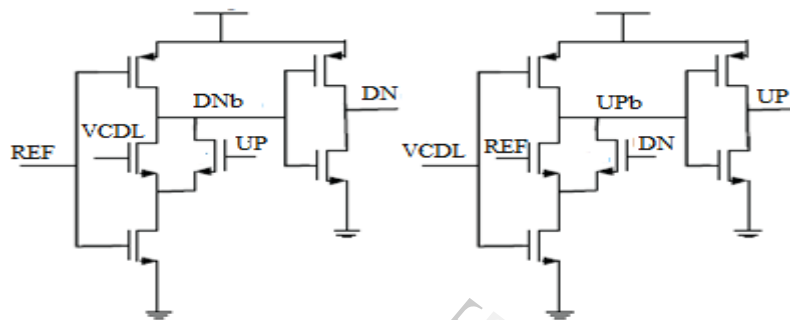 DNb
DN
VCDL
UP
REF
UPb
UP
REF
DN
VCDL